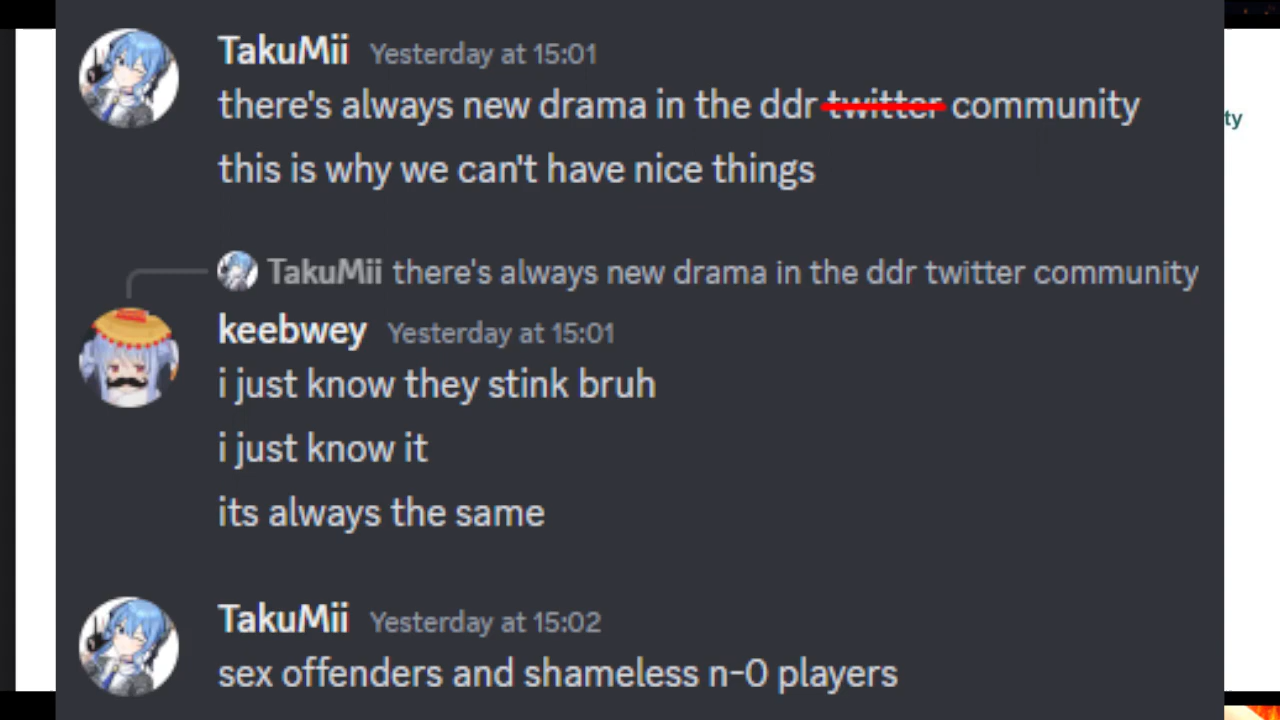 TakuMii Yesterday at 15:01
there's always new drama in the ddr twitter community
ty
this is why we can't have nice things
TakuMii there's always new drama in the ddr twitter community
keebwey Yesterday at 15:01
i just know they stink bruh
i just know it
its always the same
TakuMii Yesterday at 15:02
sex offenders and shameless n-0 players